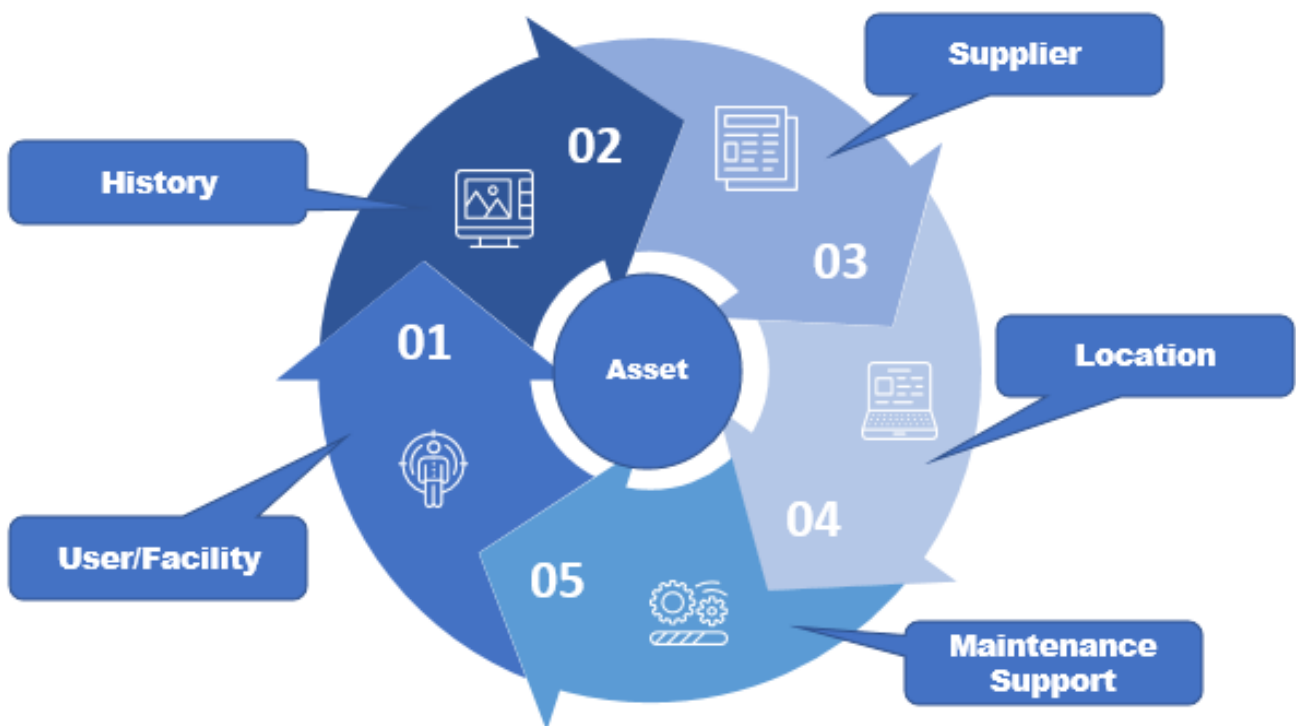 Supplier
02
History
03
01
Asset
Location
04
User/Facility
05
Maintenance
Support